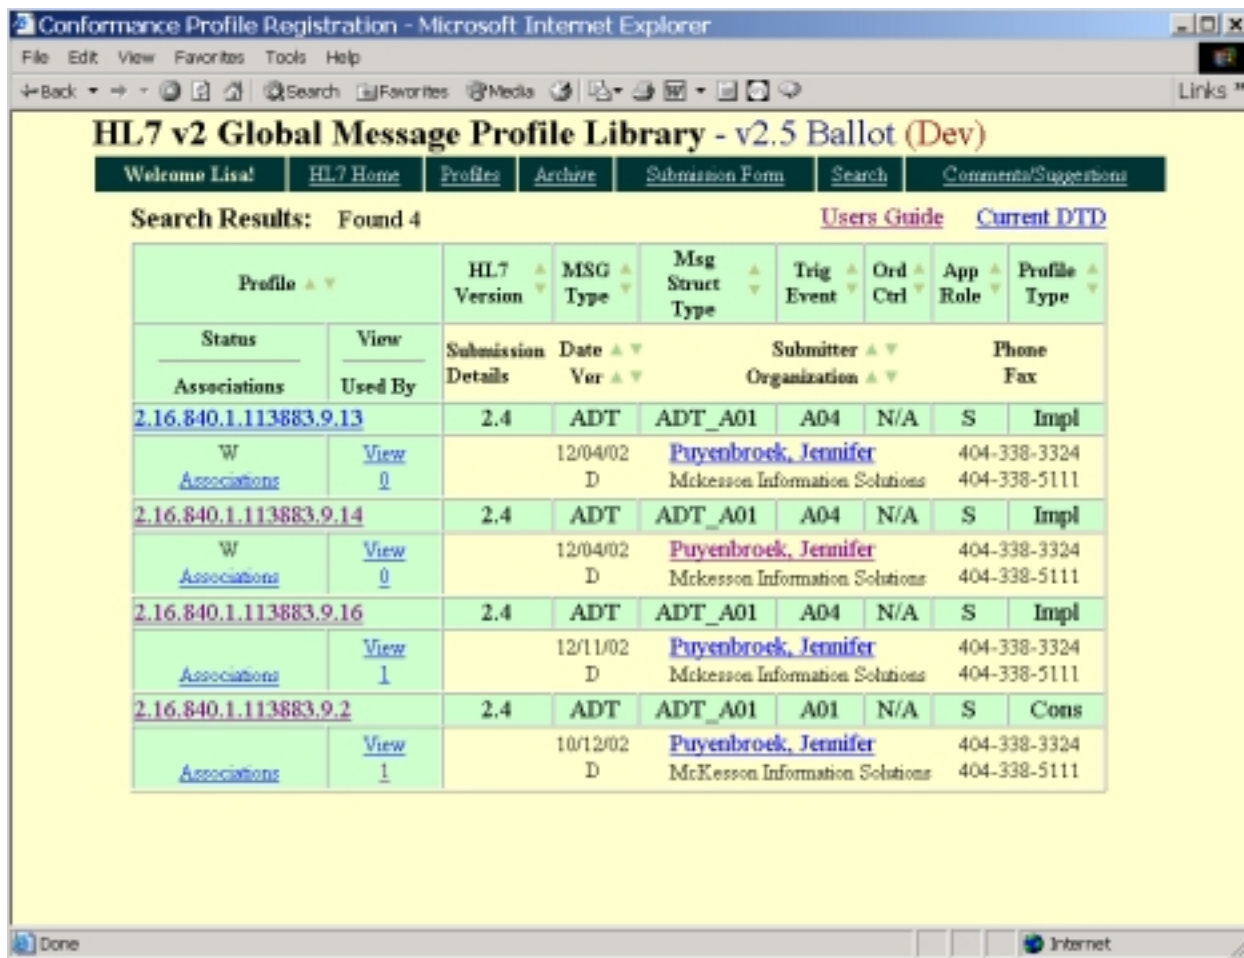 Conformance Profile Registration - Microsoft Internet Explorer
File Edit View Favorites Tools Help
Back Search Favorites Media Links »
HL7 v2 Global Message Profile Library - v2.5 Ballot (Dev)
Welcome Lisa! HL7 Home Profiles Archive Submission Form Search Comments/Suggestions
Search Results: Found 4 Users Guide Current DTD
Profile HL7 Version MSG Type Msg Struct Type Trig Event Ord Ctrl App Role Profile Type
Status View Submission Details Date Submitter Phone
Associations Used By Ver Organization Fax
2.16.840.1.113883.9.13 2.4 ADT ADT_A01 A04 N/A S Impl
W View 12/04/02 Puyenbroek, Jennifer 404-338-3324
Associations 0 D Mckesson Information Solutions 404-338-5111
2.16.840.1.113883.9.14 2.4 ADT ADT_A01 A04 N/A S Impl
W View 12/04/02 Puyenbroek, Jennifer 404-338-3324
Associations 0 D Mckesson Information Solutions 404-338-5111
2.16.840.1.113883.9.16 2.4 ADT ADT_A01 A04 N/A S Impl
View 12/11/02 Puyenbroek, Jennifer 404-338-3324
Associations 1 D Mckesson Information Solutions 404-338-5111
2.16.840.1.113883.9.2 2.4 ADT ADT_A01 A01 N/A S Cons
View 10/12/02 Puyenbroek, Jennifer 404-338-3324
Associations 1 D McKesson Information Solutions 404-338-5111
Done Internet